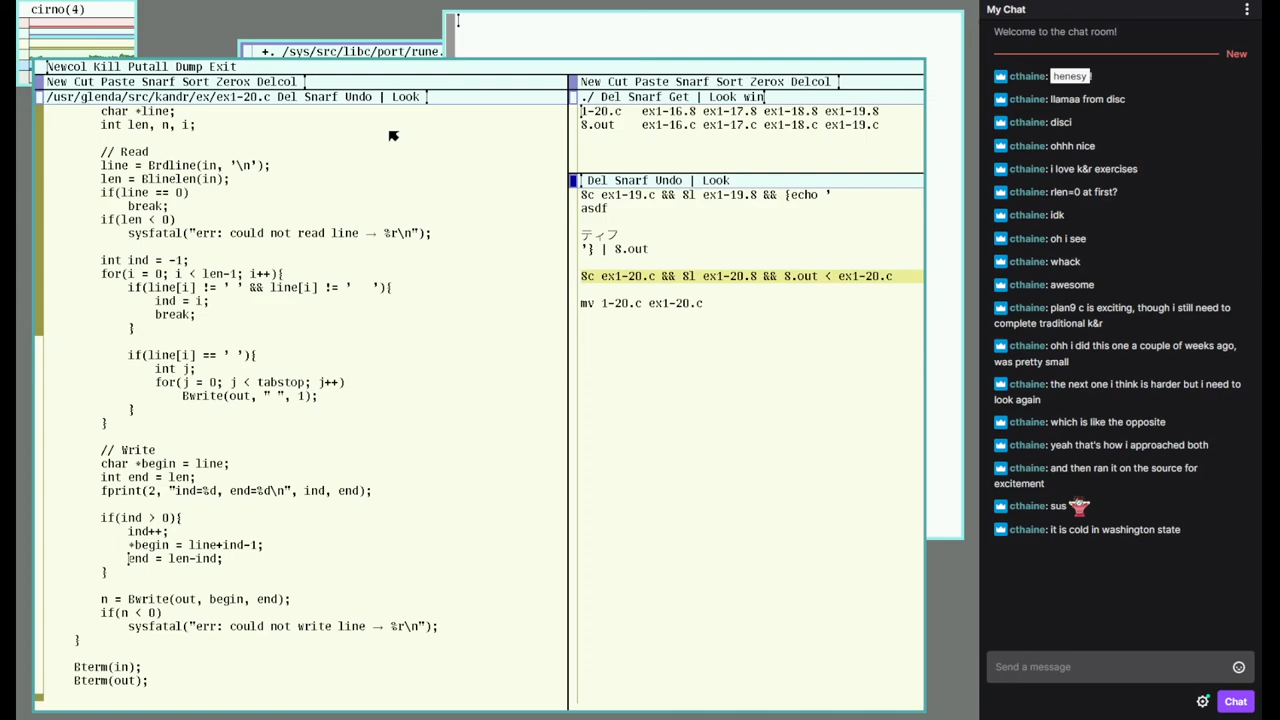 cirno(4)
+. /sys/src/libc/port/rune.
Newcol Kill Putall Dump Exit
New Cut Paste Snarf Sort Zerox Delcol
/usr/glenda/src/kandr/ex/ex1-20.c Del Snarf Undo | Look
char *line;
int len, n, i;
// Read
line = Brdline(in, '\n');
len = Blinelen(in);
if(line == 0)
break;
if(len < 0)
sysfatal("err: could not read line → %r\n");
int ind = -1;
for(i = 0; i < len-1; i++){
if(line[i] != ' ' && line[i] != '	'){
ind = i;
break;
}
if(line[i] == '	'){
int j;
for(j = 0; j < tabstop; j++)
Bwrite(out, " ", 1);
}
}
// Write
char *begin = line;
int end = len;
fprint(2, "ind=%d, end=%d\n", ind, end);
if(ind > 0){
ind++;
*begin = line+ind-1;
end = len-ind;
}
n = Bwrite(out, begin, end);
if(n < 0)
sysfatal("err: could not write line → %r\n");
}
Bterm(in);
Bterm(out);
New Cut Paste Snarf Sort Zerox Delcol
./ Del Snarf Get | Look win
1-20.c ex1-16.8 ex1-17.8 ex1-18.8 ex1-19.8
8.out ex1-16.c ex1-17.c ex1-18.c ex1-19.c
Del Snarf Undo | Look
8c ex1-19.c && 8l ex1-19.8 && {echo '
asdf
ティフ
'} | 8.out
8c ex1-20.c && 8l ex1-20.8 && 8.out < ex1-20.c
mv 1-20.c ex1-20.c
My Chat
Welcome to the chat room!
New
cthaine: henesy
cthaine: llamaa from disc
cthaine: disci
cthaine: ohhh nice
cthaine: i love k&r exercises
cthaine: rlen=0 at first?
cthaine: idk
cthaine: oh i see
cthaine: whack
cthaine: awesome
cthaine: plan9 c is exciting, though i still need to
complete traditional k&r
cthaine: ohh i did this one a couple of weeks ago,
was pretty small
cthaine: the next one i think is harder but i need to
look again
cthaine: which is like the opposite
cthaine: yeah that's how i approached both
cthaine: and then ran it on the source for
excitement
cthaine: sus
cthaine: it is cold in washington state
Send a message
Chat